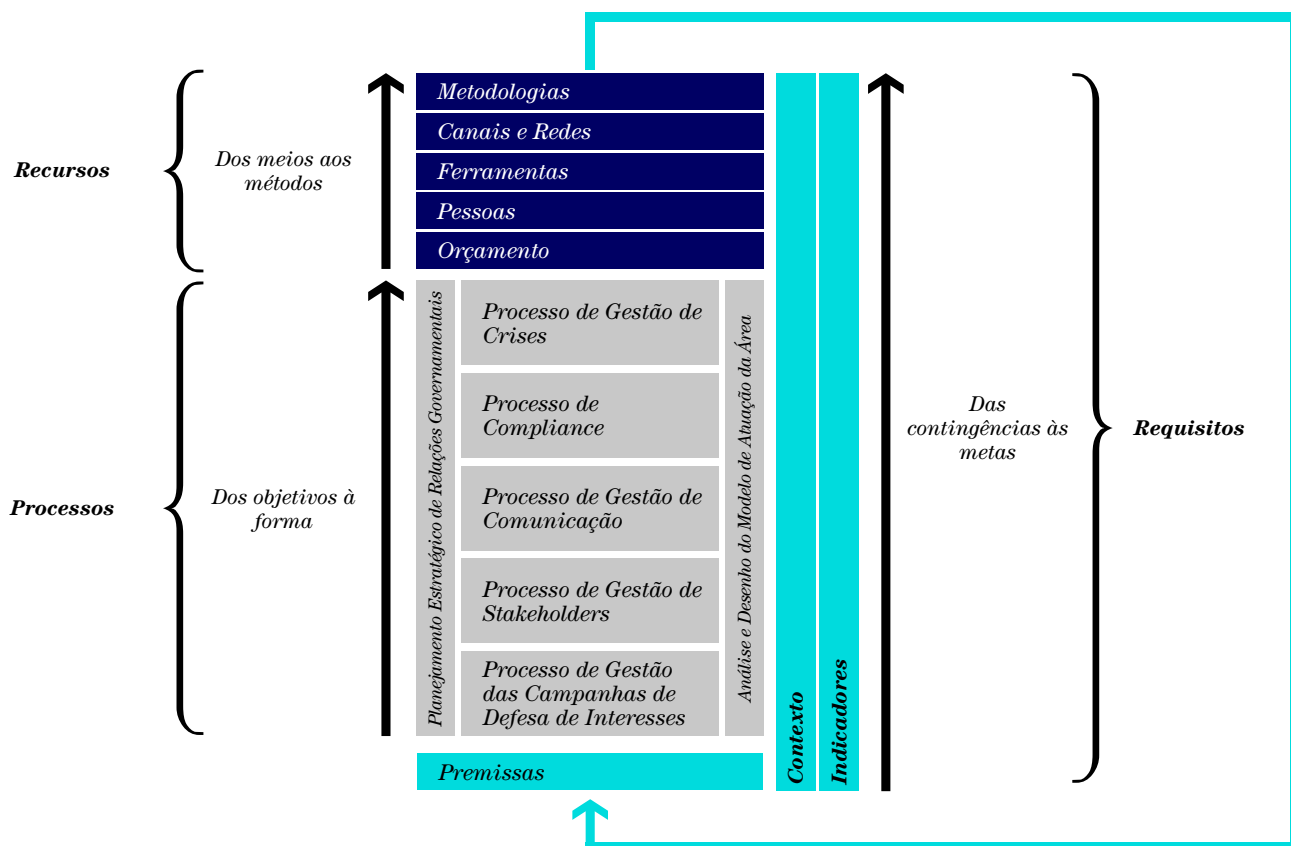 Recursos
Dos meios aos
métodos
Metodologias
Canais e Redes
Ferramentas
Pessoas
Orçamento
Processos
Dos objetivos à
forma
Planejamento Estratégico de Relações Governamentais
Processo de Gestão de
Crises
Processo de
Compliance
Processo de Gestão de
Comunicação
Processo de Gestão de
Stakeholders
Processo de Gestão
das Campanhas de
Defesa de Interesses
Análise e Desenho do Modelo de Atuação da Área
Premissas
Contexto
Indicadores
Das
contingências às
metas
Requisitos